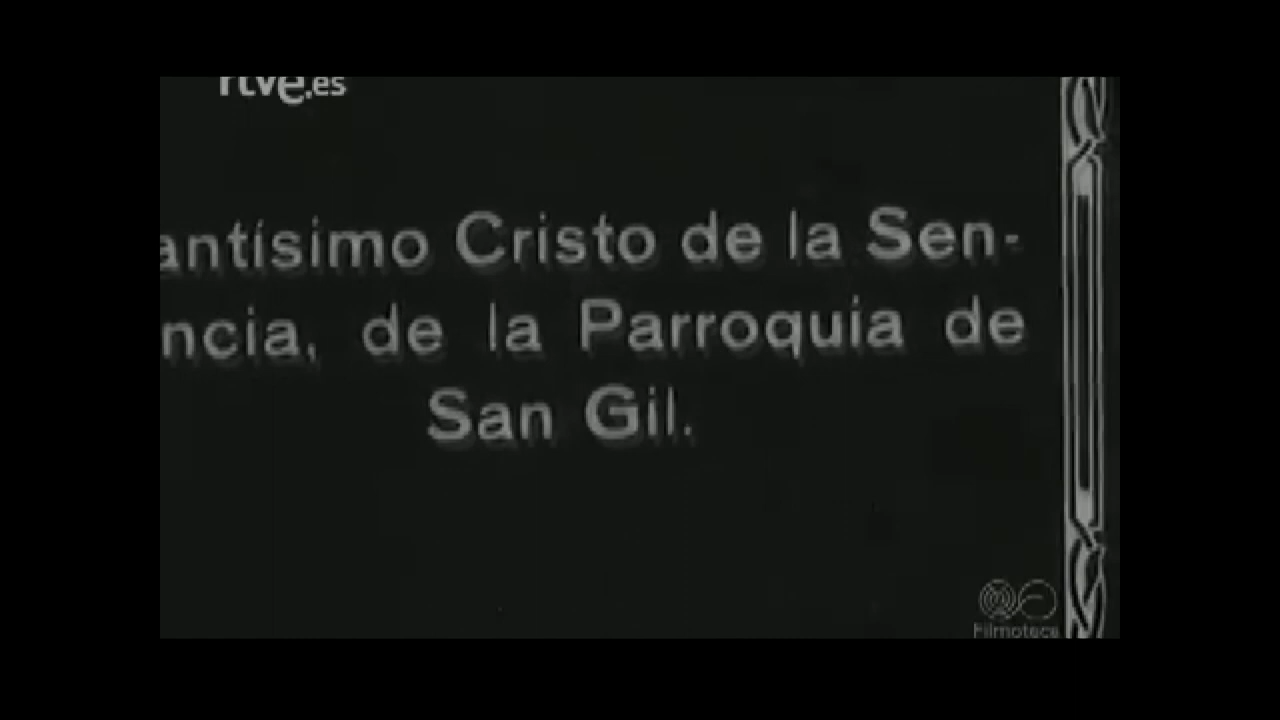 rtve.es
antísimo Cristo de la Sen-
ncia, de la Parroquia de
San Gil.
Filmoteca